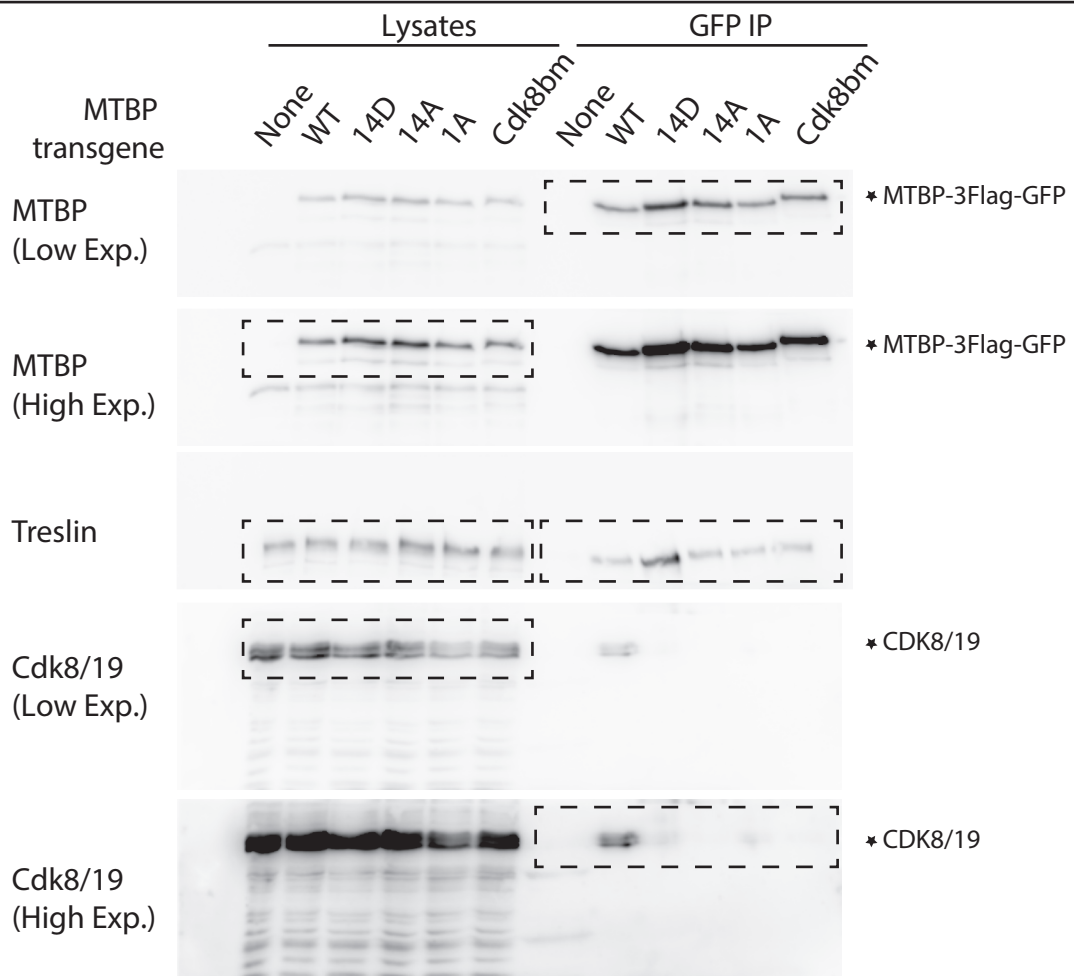 Lysates GFP IP
MTBP
transgene
None WT 14D 14A 1A Cdk8bm None WT 14D 14A 1A Cdk8bm
MTBP
(Low Exp.)
★ MTBP-3Flag-GFP
MTBP
(High Exp.)
★ MTBP-3Flag-GFP
Treslin
Cdk8/19
(Low Exp.)
★ CDK8/19
Cdk8/19
(High Exp.)
★ CDK8/19